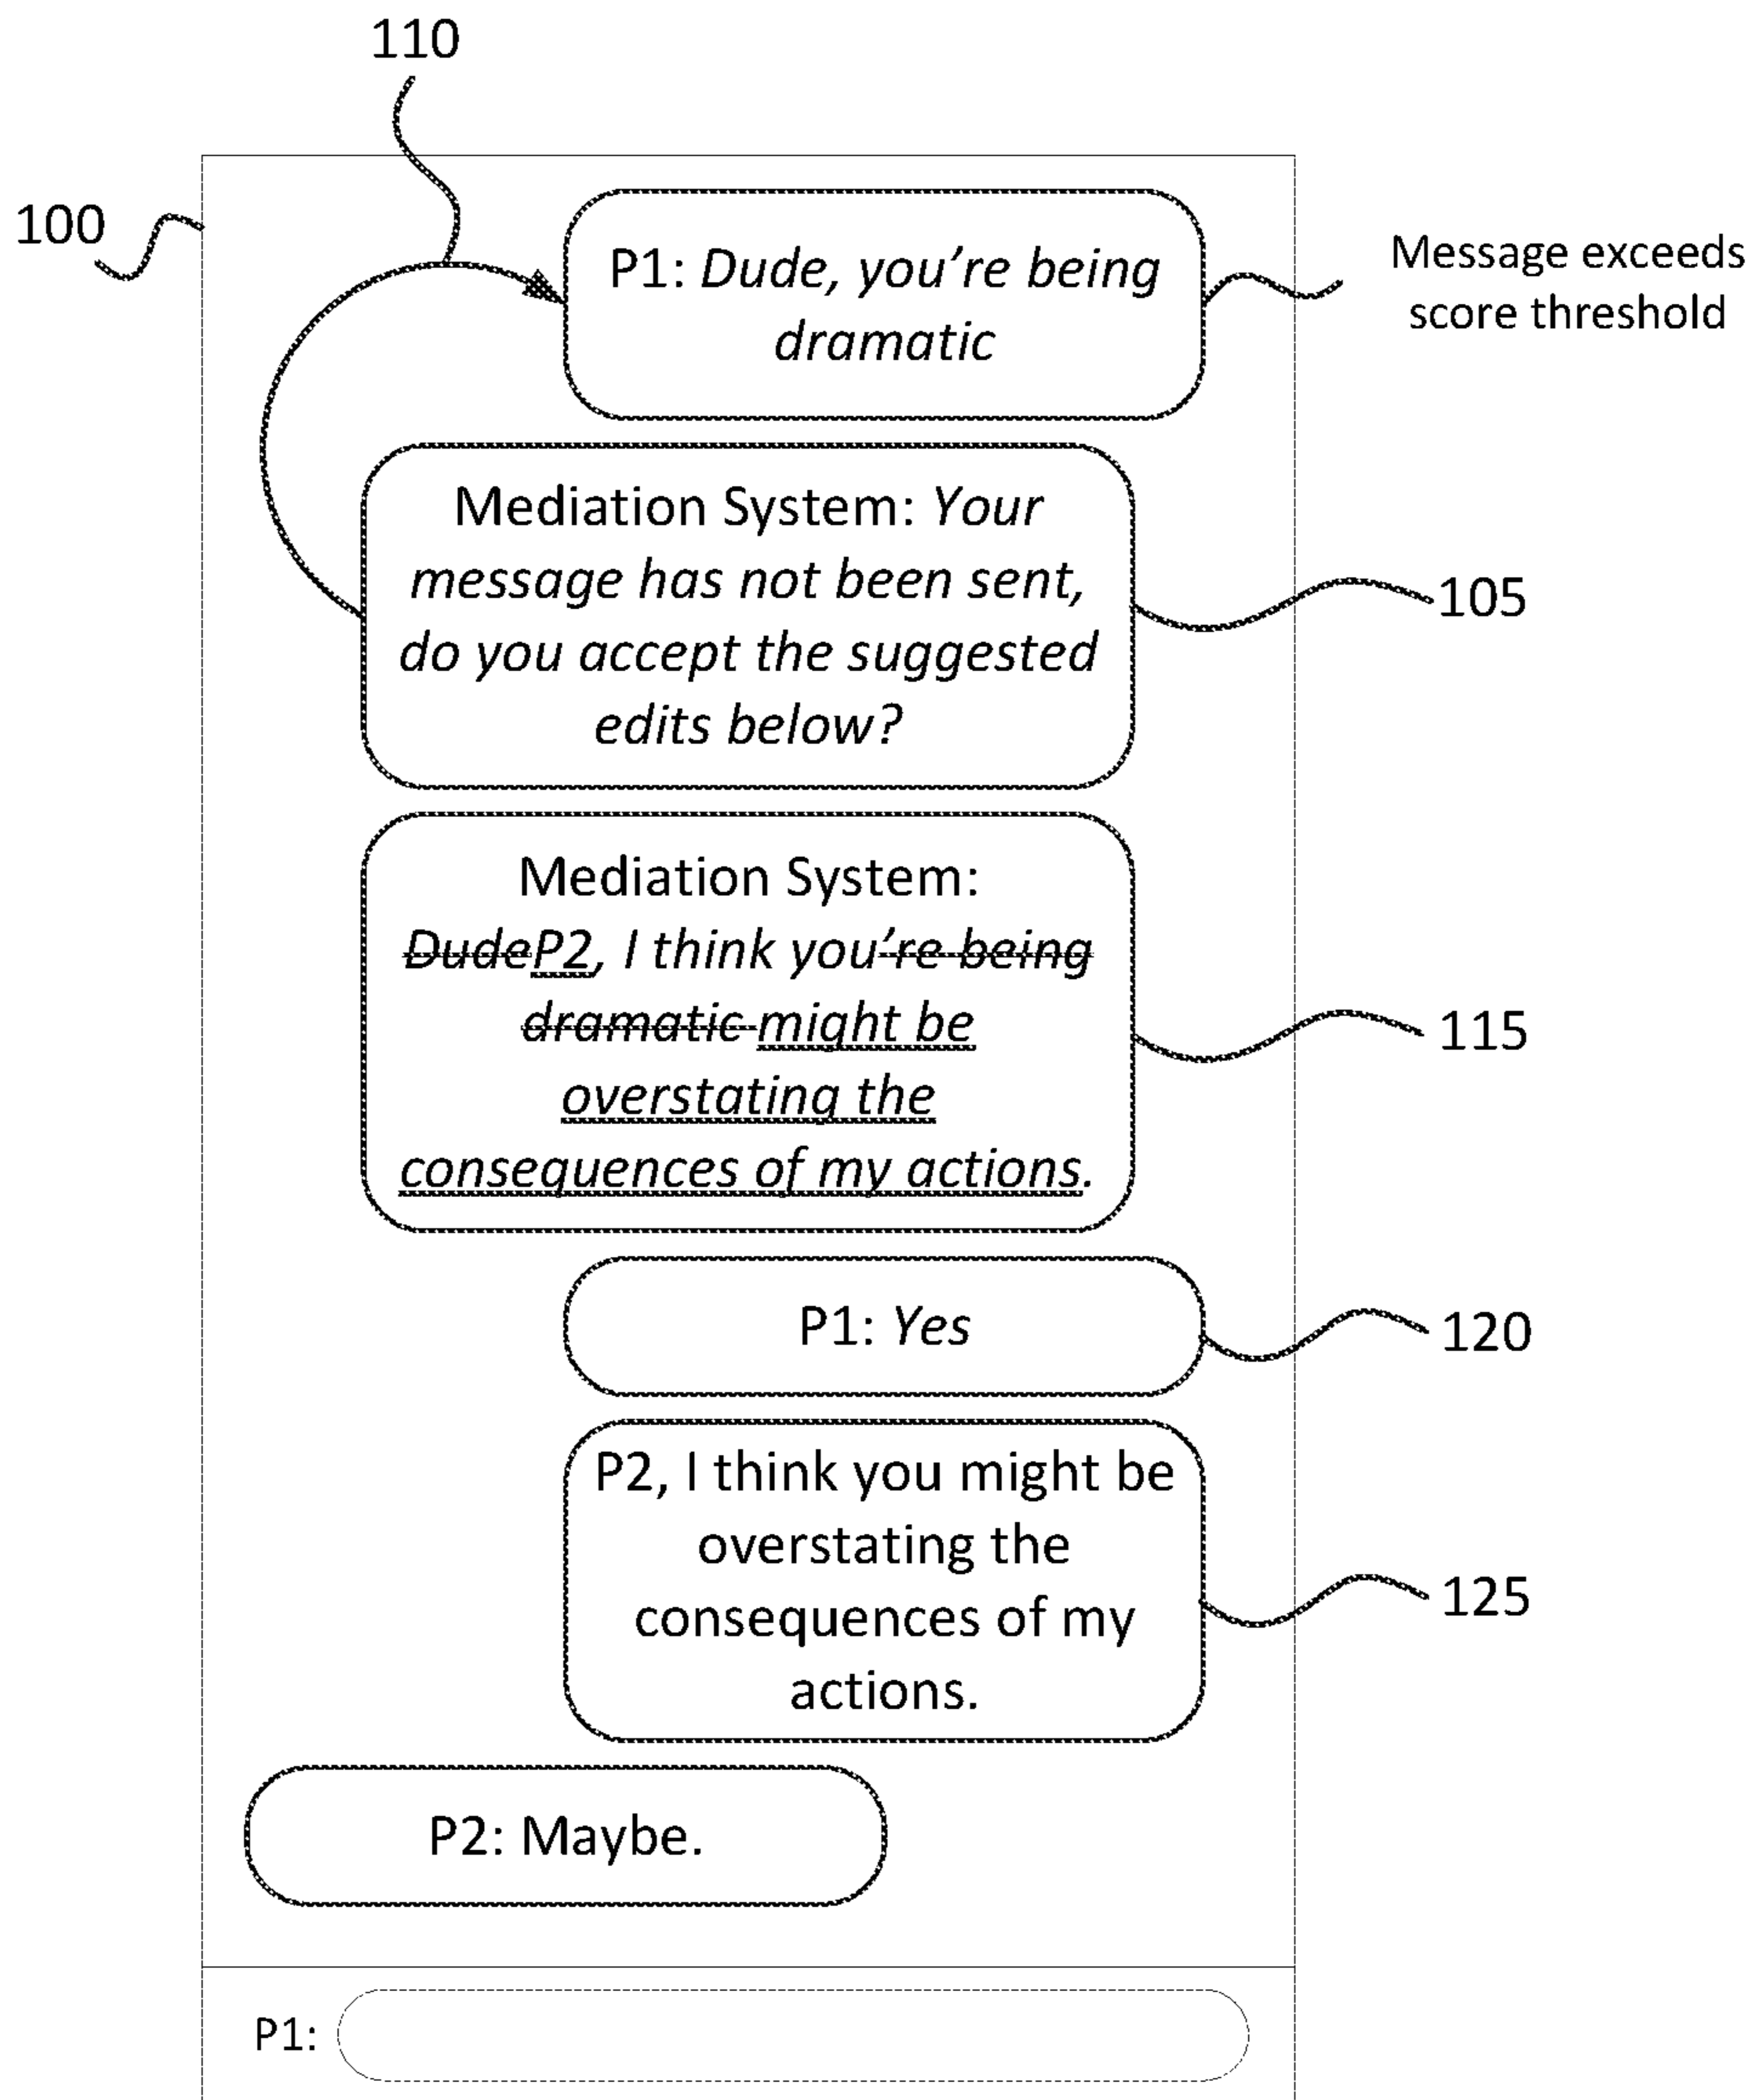 110
100
P1: Dude, you're being
dramatic
Message exceeds
score threshold
Mediation System: Your
message has not been sent,
do you accept the suggested
edits below?
105
Mediation System:
DudeP2, I think you're being
dramatic might be
overstating the
consequences of my actions.
115
P1: Yes
120
P2, I think you might be
overstating the
consequences of my
actions.
125
P2: Maybe.
P1: